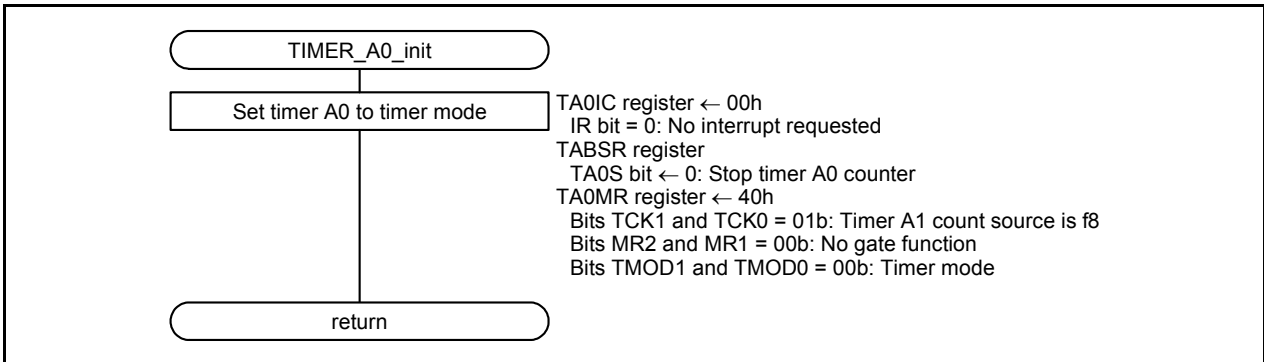 TIMER_A0_init
Set timer A0 to timer mode
TA0IC register ← 00h
IR bit = 0: No interrupt requested
TABSR register
TA0S bit ← 0: Stop timer A0 counter
TA0MR register ← 40h
Bits TCK1 and TCK0 = 01b: Timer A1 count source is f8
Bits MR2 and MR1 = 00b: No gate function
Bits TMOD1 and TMOD0 = 00b: Timer mode
return